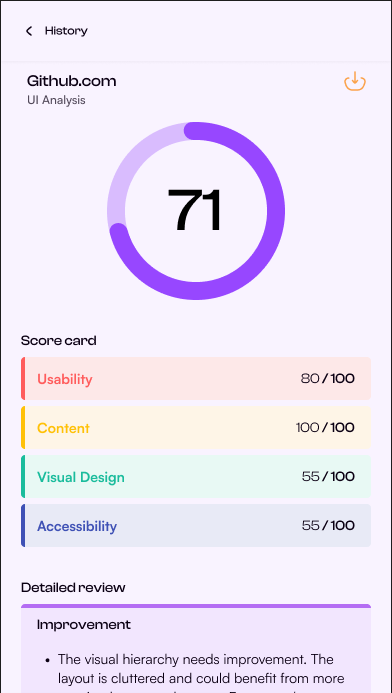 History
Github.com
UI Analysis
71
Score card
Usability 80 / 100
Content 100 / 100
Visual Design 55 / 100
Accessibility 55 / 100
Detailed review
Improvement
• The visual hierarchy needs improvement. The
layout is cluttered and could benefit from more